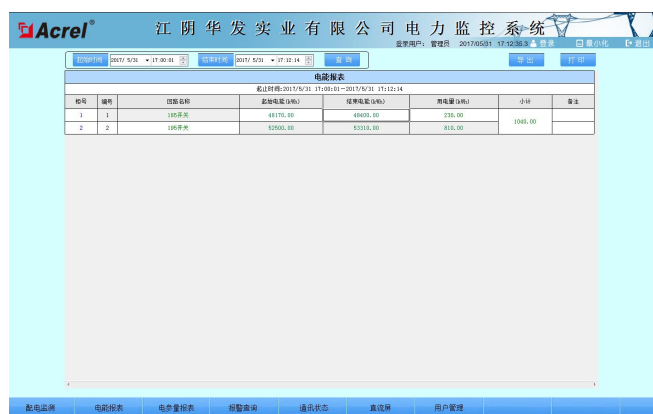 Acrel® 江阴华发实业有限公司电力监控系统
登录用户： 管理员 2017/05/31 17:12:36.3 登录 最小化 退出
起始时间 2017/ 5/31 17:00:01 结束时间 2017/ 5/31 17:12:14 查询 导出 打印
电能报表
起止时间:2017/5/31 17:00:01-2017/5/31 17:12:14
柜号 编号 回路名称 起始电能(kWh) 结束电能(kWh) 用电量(kWh) 小计 备注
1 1 185开关 48170.00 48400.00 230.00 1040.00
2 2 195开关 52500.00 53310.00 810.00
配电监测 电能报表 电参量报表 报警查询 通讯状态 直流屏 用户管理